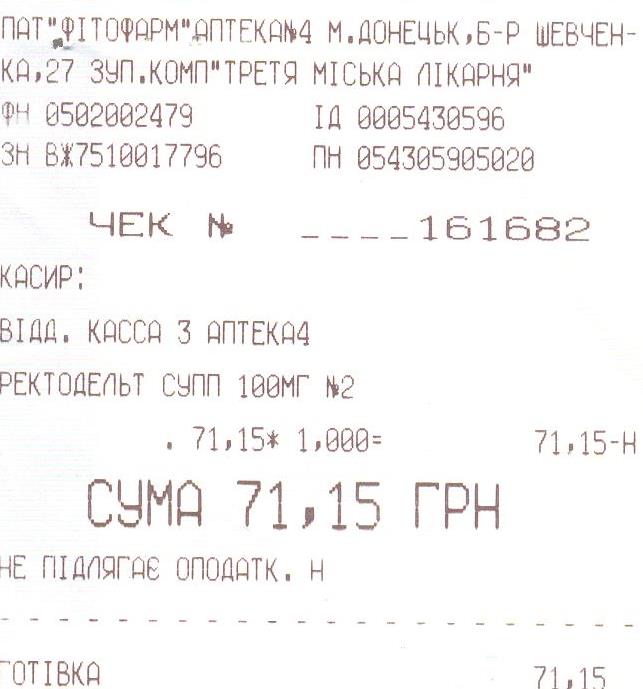 ПАТ"ФІТОФАРМ"АПТЕКА№4 М.ДОНЕЦЬК,Б-Р ШЕВЧЕН-
КА,27 ЗУП.КОМП"ТРЕТЯ МІСЬКА ЛІКАРНЯ"
ФН 0502002479 ІД 0005430596
ЗН ВЖ7510017796 ПН 054305905020
ЧЕК № ____161682
КАСИР:
ВІДД. КАССА 3 АПТЕКА4
РЕКТОДЕЛЬТ СУПП 100МГ №2
. 71,15* 1,000= 71,15-Н
СУМА 71,15 ГРН
НЕ ПІДЛЯГАЄ ОПОДАТК. Н
- - - - - - - - - - - - - - - - - - - - - -
ГОТІВКА 71,15